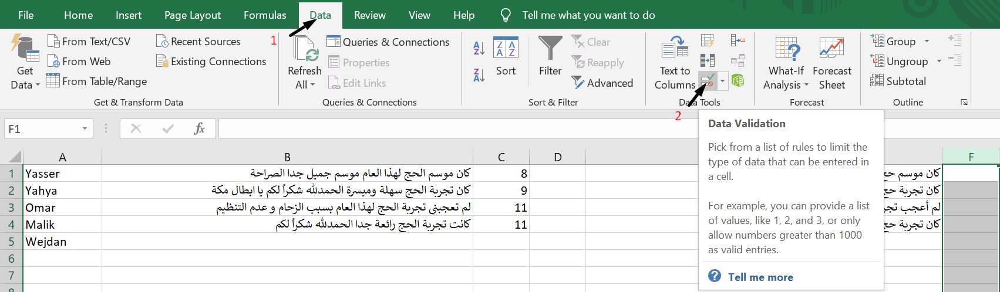 File Home Insert Page Layout Formulas Data Review View Help Tell me what you want to do
1
Get Data
From Text/CSV
From Web
From Table/Range
Recent Sources
Existing Connections
Get & Transform Data
Refresh All
Queries & Connections
Properties
Edit Links
Queries & Connections
A Z
Z A
Z A A Z
Sort
Filter
Clear
Reapply
Advanced
Sort & Filter
Text to Columns
Data Tools
2
What-If Analysis
Forecast Sheet
Forecast
Group
Ungroup
Subtotal
Outline
F1
fx
Data Validation
Pick from a list of rules to limit the
type of data that can be entered in
a cell.
For example, you can provide a list
of values, like 1, 2, and 3, or only
allow numbers greater than 1000
as valid entries.
? Tell me more
A B C D F
1 Yasser كان موسم الحج لهذا العام موسم جميل جدا الصراحة 8 كان موسم حج
2 Yahya كان تجربة الحج سهلة وميسرة الحمدلله شكراً لكم يا ابطال مكة 9 كان تجربة حج
3 Omar لم تعجبني تجربة الحج لهذا العام بسبب الزحام و عدم التنظيم 11 لم أعجب تجر
4 Malik كانت تجربة الحج رائعة جدا الحمدلله شكراً لكم 11 كان تجربة حج
5 Wejdan
6
7
8